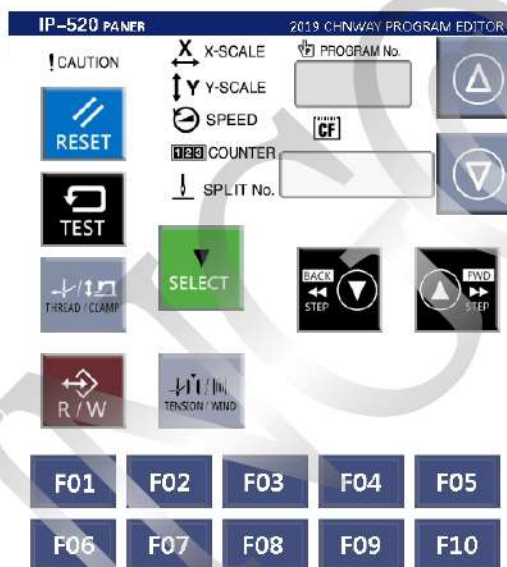 IP-520 PANER
2019 CHNWAY PROGRAM EDITOR
! CAUTION
X X-SCALE
PROGRAM No.
Y Y-SCALE
RESET
SPEED
CF
123 COUNTER
SPLIT No.
TEST
SELECT
THREAD / CLAMP
BACK
STEP
FWD
STEP
R/W
TENSION / WIND
F01
F02
F03
F04
F05
F06
F07
F08
F09
F10